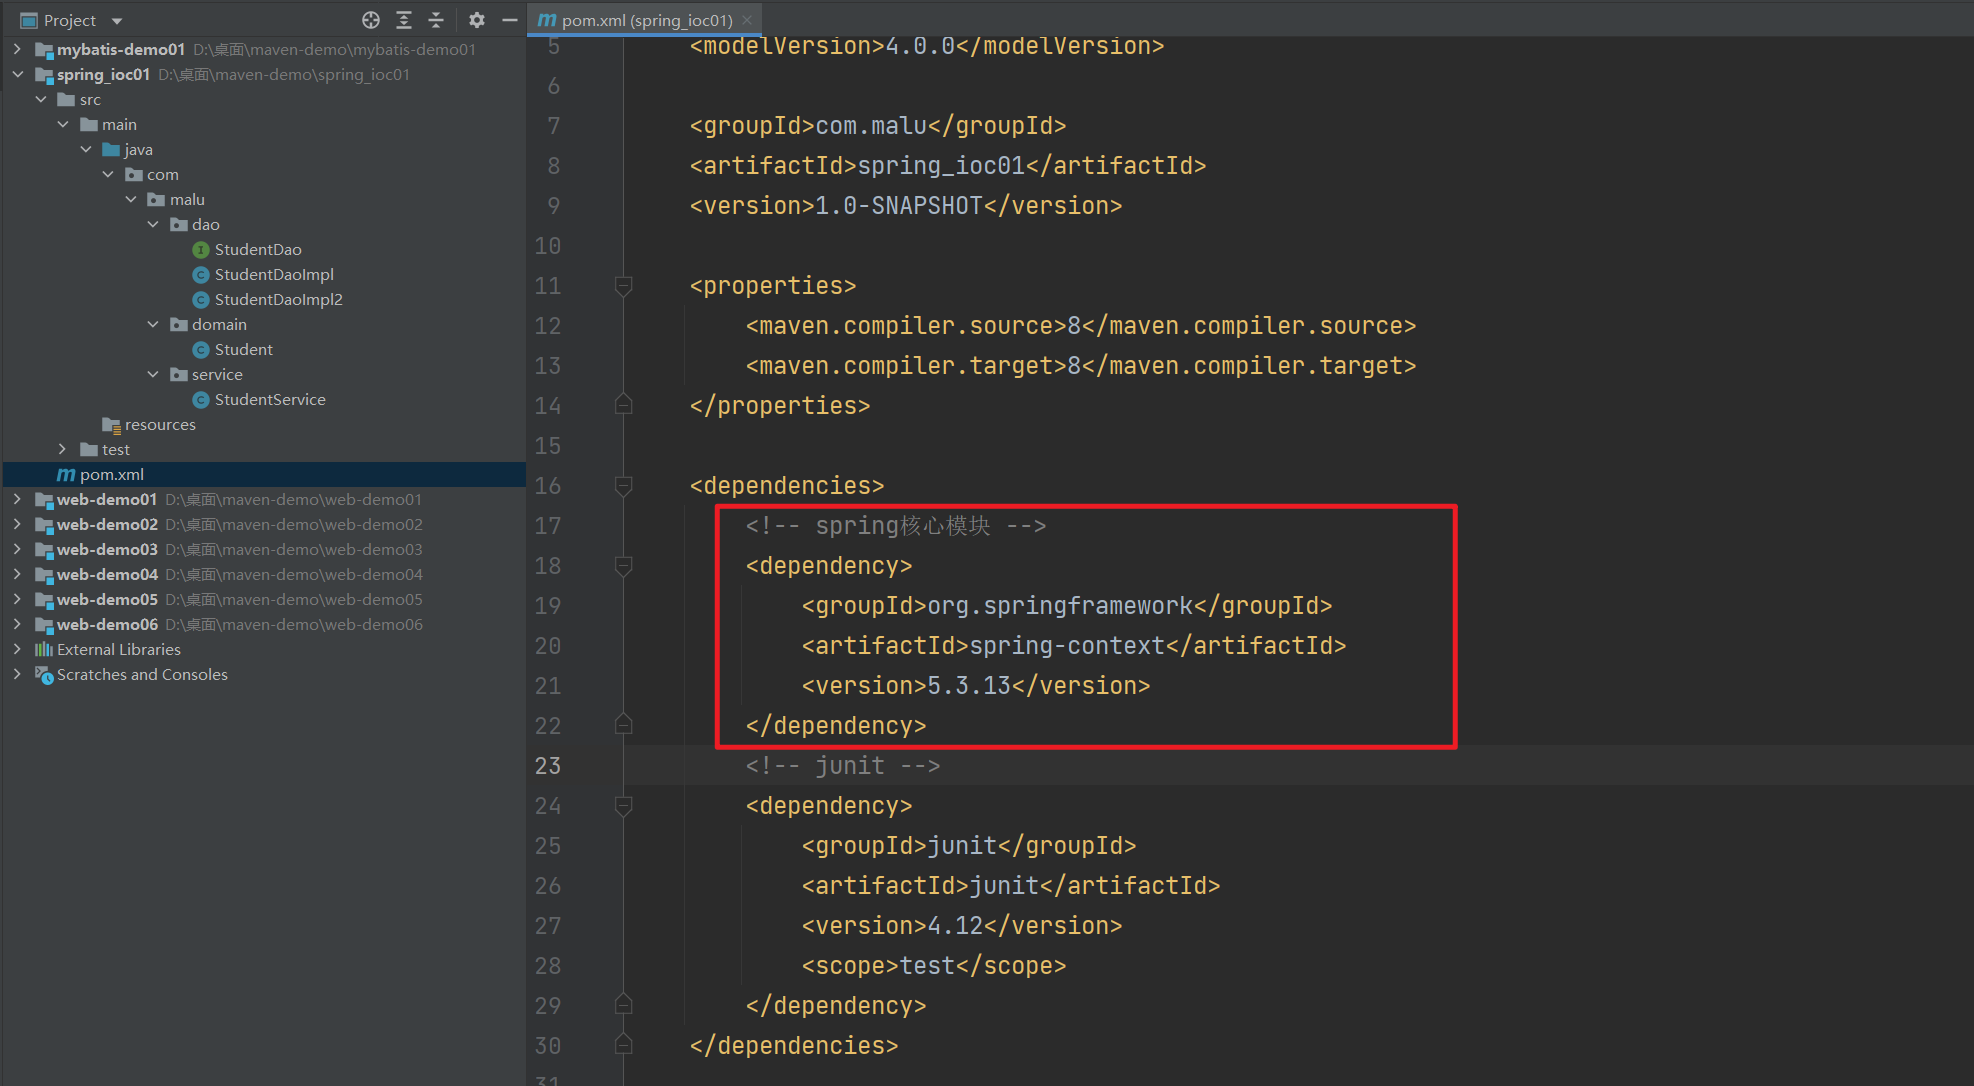 Project
mybatis-demo01 D:\桌面\maven-demo\mybatis-demo01
spring_ioc01 D:\桌面\maven-demo\spring_ioc01
src
main
java
com
malu
dao
StudentDao
StudentDaoImpl
StudentDaoImpl2
domain
Student
service
StudentService
resources
test
pom.xml
web-demo01 D:\桌面\maven-demo\web-demo01
web-demo02 D:\桌面\maven-demo\web-demo02
web-demo03 D:\桌面\maven-demo\web-demo03
web-demo04 D:\桌面\maven-demo\web-demo04
web-demo05 D:\桌面\maven-demo\web-demo05
web-demo06 D:\桌面\maven-demo\web-demo06
External Libraries
Scratches and Consoles
pom.xml (spring_ioc01)
5 <modelVersion>4.0.0</modelVersion>
6
7 <groupId>com.malu</groupId>
8 <artifactId>spring_ioc01</artifactId>
9 <version>1.0-SNAPSHOT</version>
10
11 <properties>
12 <maven.compiler.source>8</maven.compiler.source>
13 <maven.compiler.target>8</maven.compiler.target>
14 </properties>
15
16 <dependencies>
17 <!-- spring核心模块 -->
18 <dependency>
19 <groupId>org.springframework</groupId>
20 <artifactId>spring-context</artifactId>
21 <version>5.3.13</version>
22 </dependency>
23 <!-- junit -->
24 <dependency>
25 <groupId>junit</groupId>
26 <artifactId>junit</artifactId>
27 <version>4.12</version>
28 <scope>test</scope>
29 </dependency>
30 </dependencies>
31